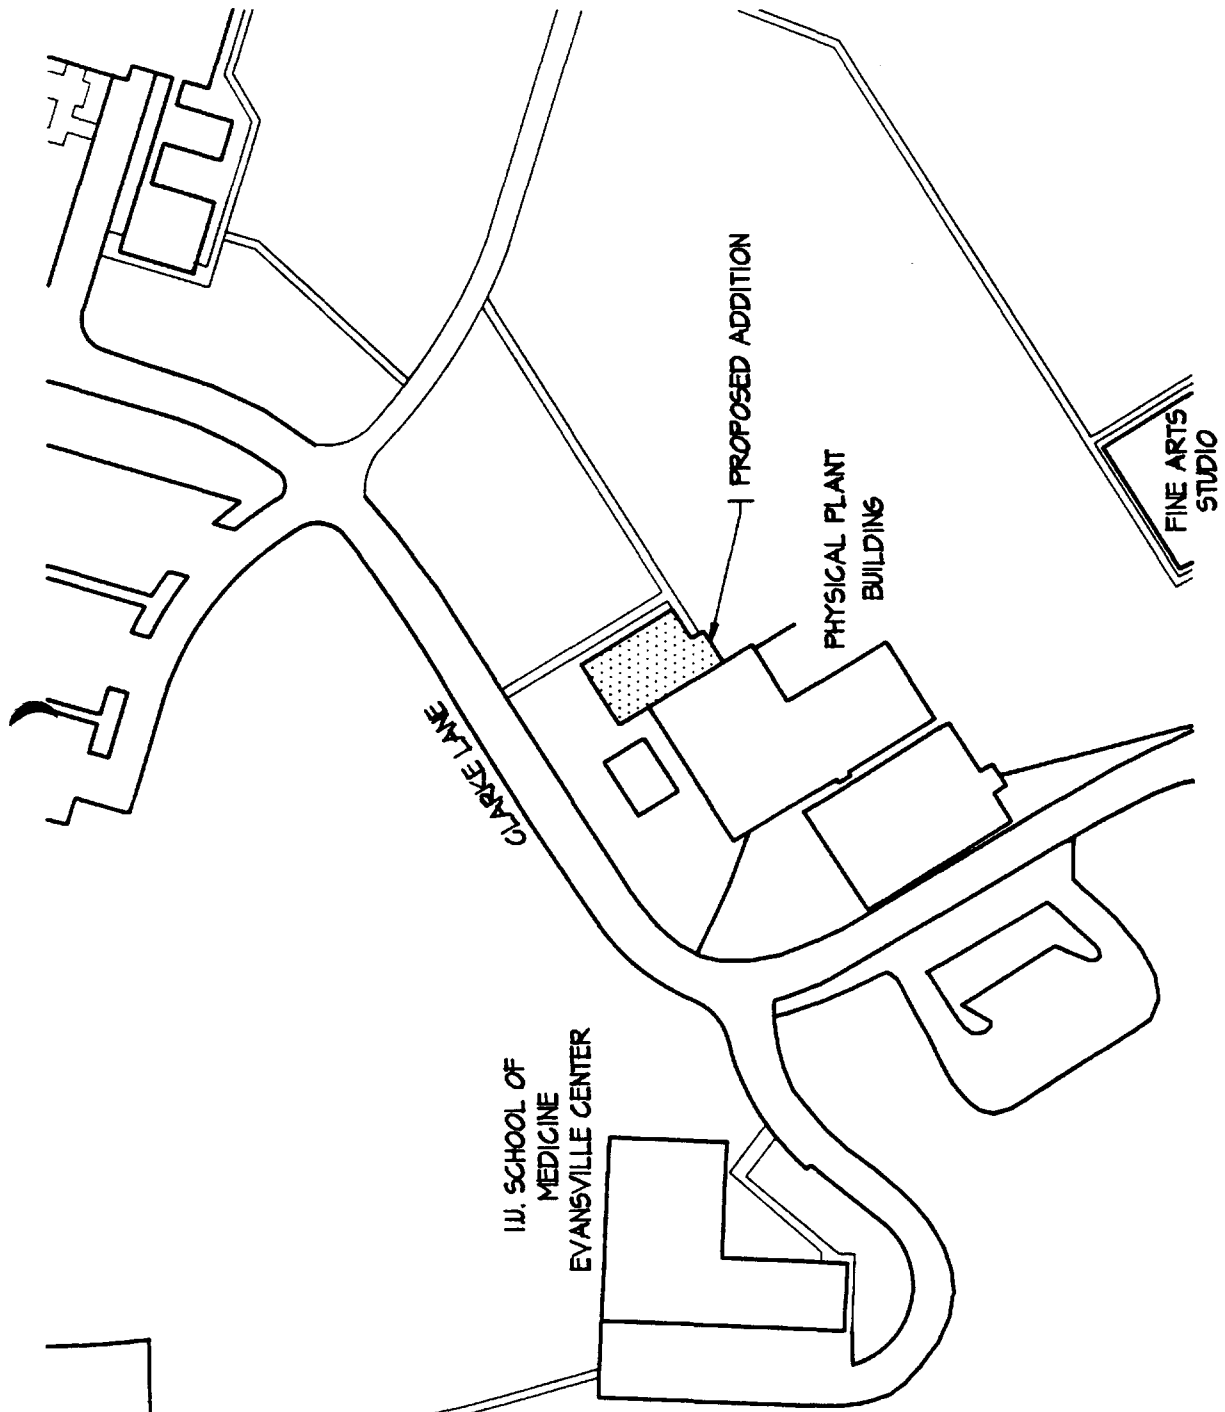 PROPOSED ADDITION
PHYSICAL PLANT
BUILDING
FINE ARTS
STUDIO
CLARKE LANE
I.U. SCHOOL OF
MEDICINE
EVANSVILLE CENTER